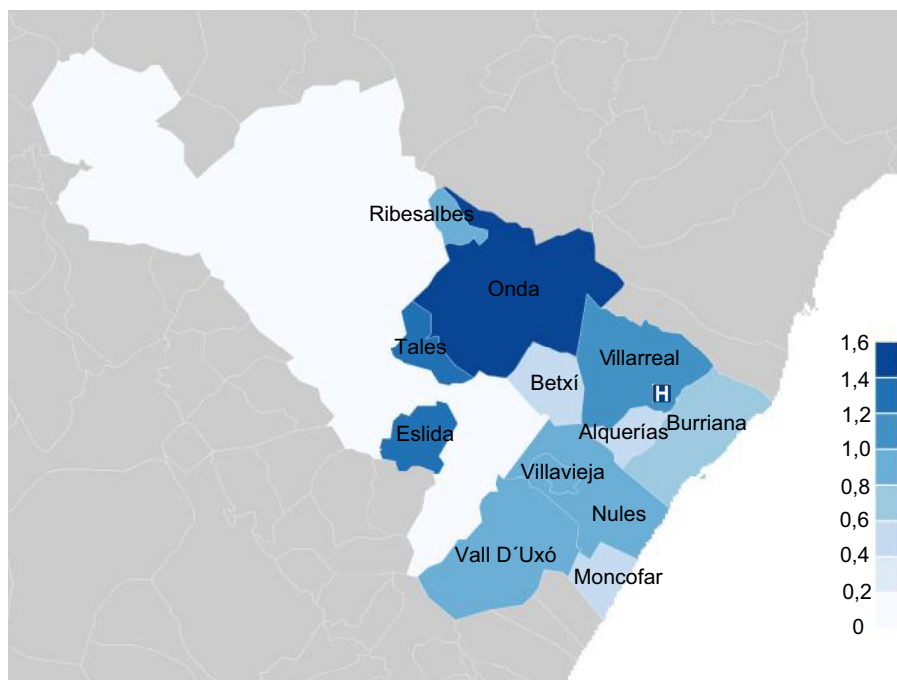 Ribesalbes
Onda
Tales
Villarreal
Betxí
H
Eslida
Alquerías
Burriana
Villavieja
Nules
Vall D´Uxó
Moncofar
1,6
1,4
1,2
1,0
0,8
0,6
0,4
0,2
0